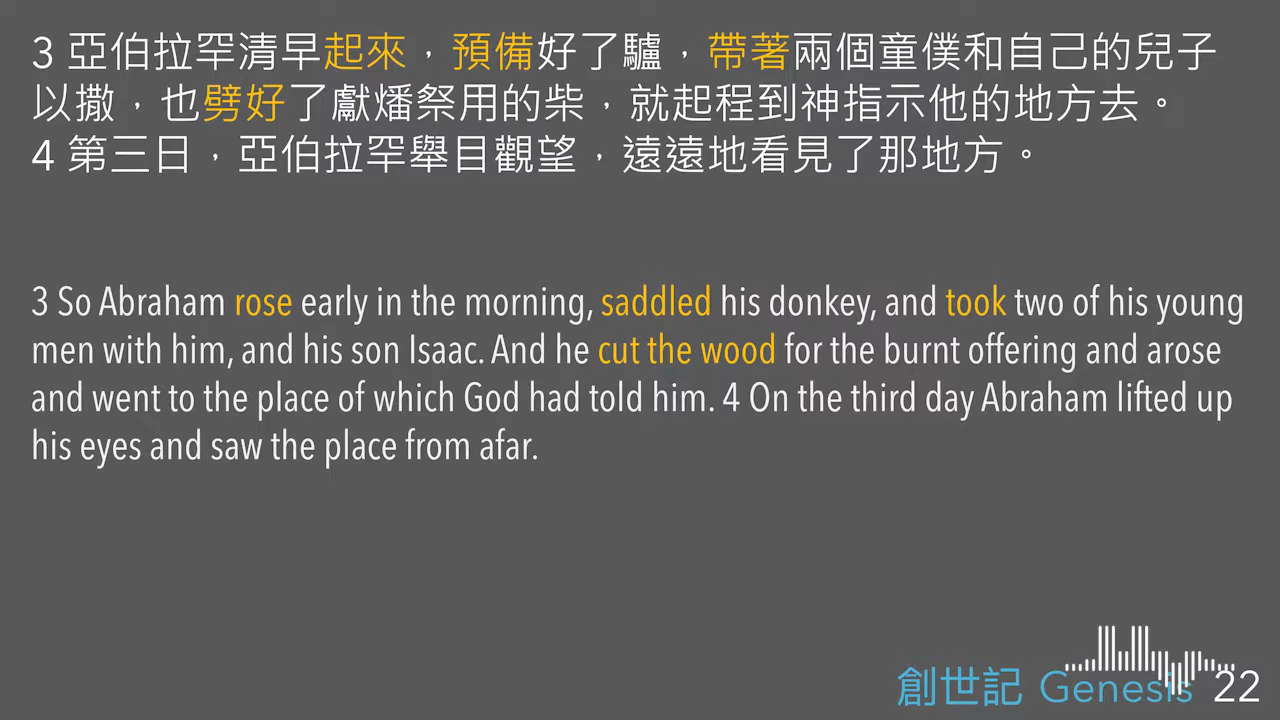 3 亞伯拉罕清早起來，預備好了驢，帶著兩個童僕和自己的兒子
以撒，也劈好了獻燔祭用的柴，就起程到神指示他的地方去。
4 第三日，亞伯拉罕舉目觀望，遠遠地看見了那地方。
3 So Abraham rose early in the morning, saddled his donkey, and took two of his young
men with him, and his son Isaac. And he cut the wood for the burnt offering and arose
and went to the place of which God had told him. 4 On the third day Abraham lifted up
his eyes and saw the place from afar.
創世記 Genesis 22